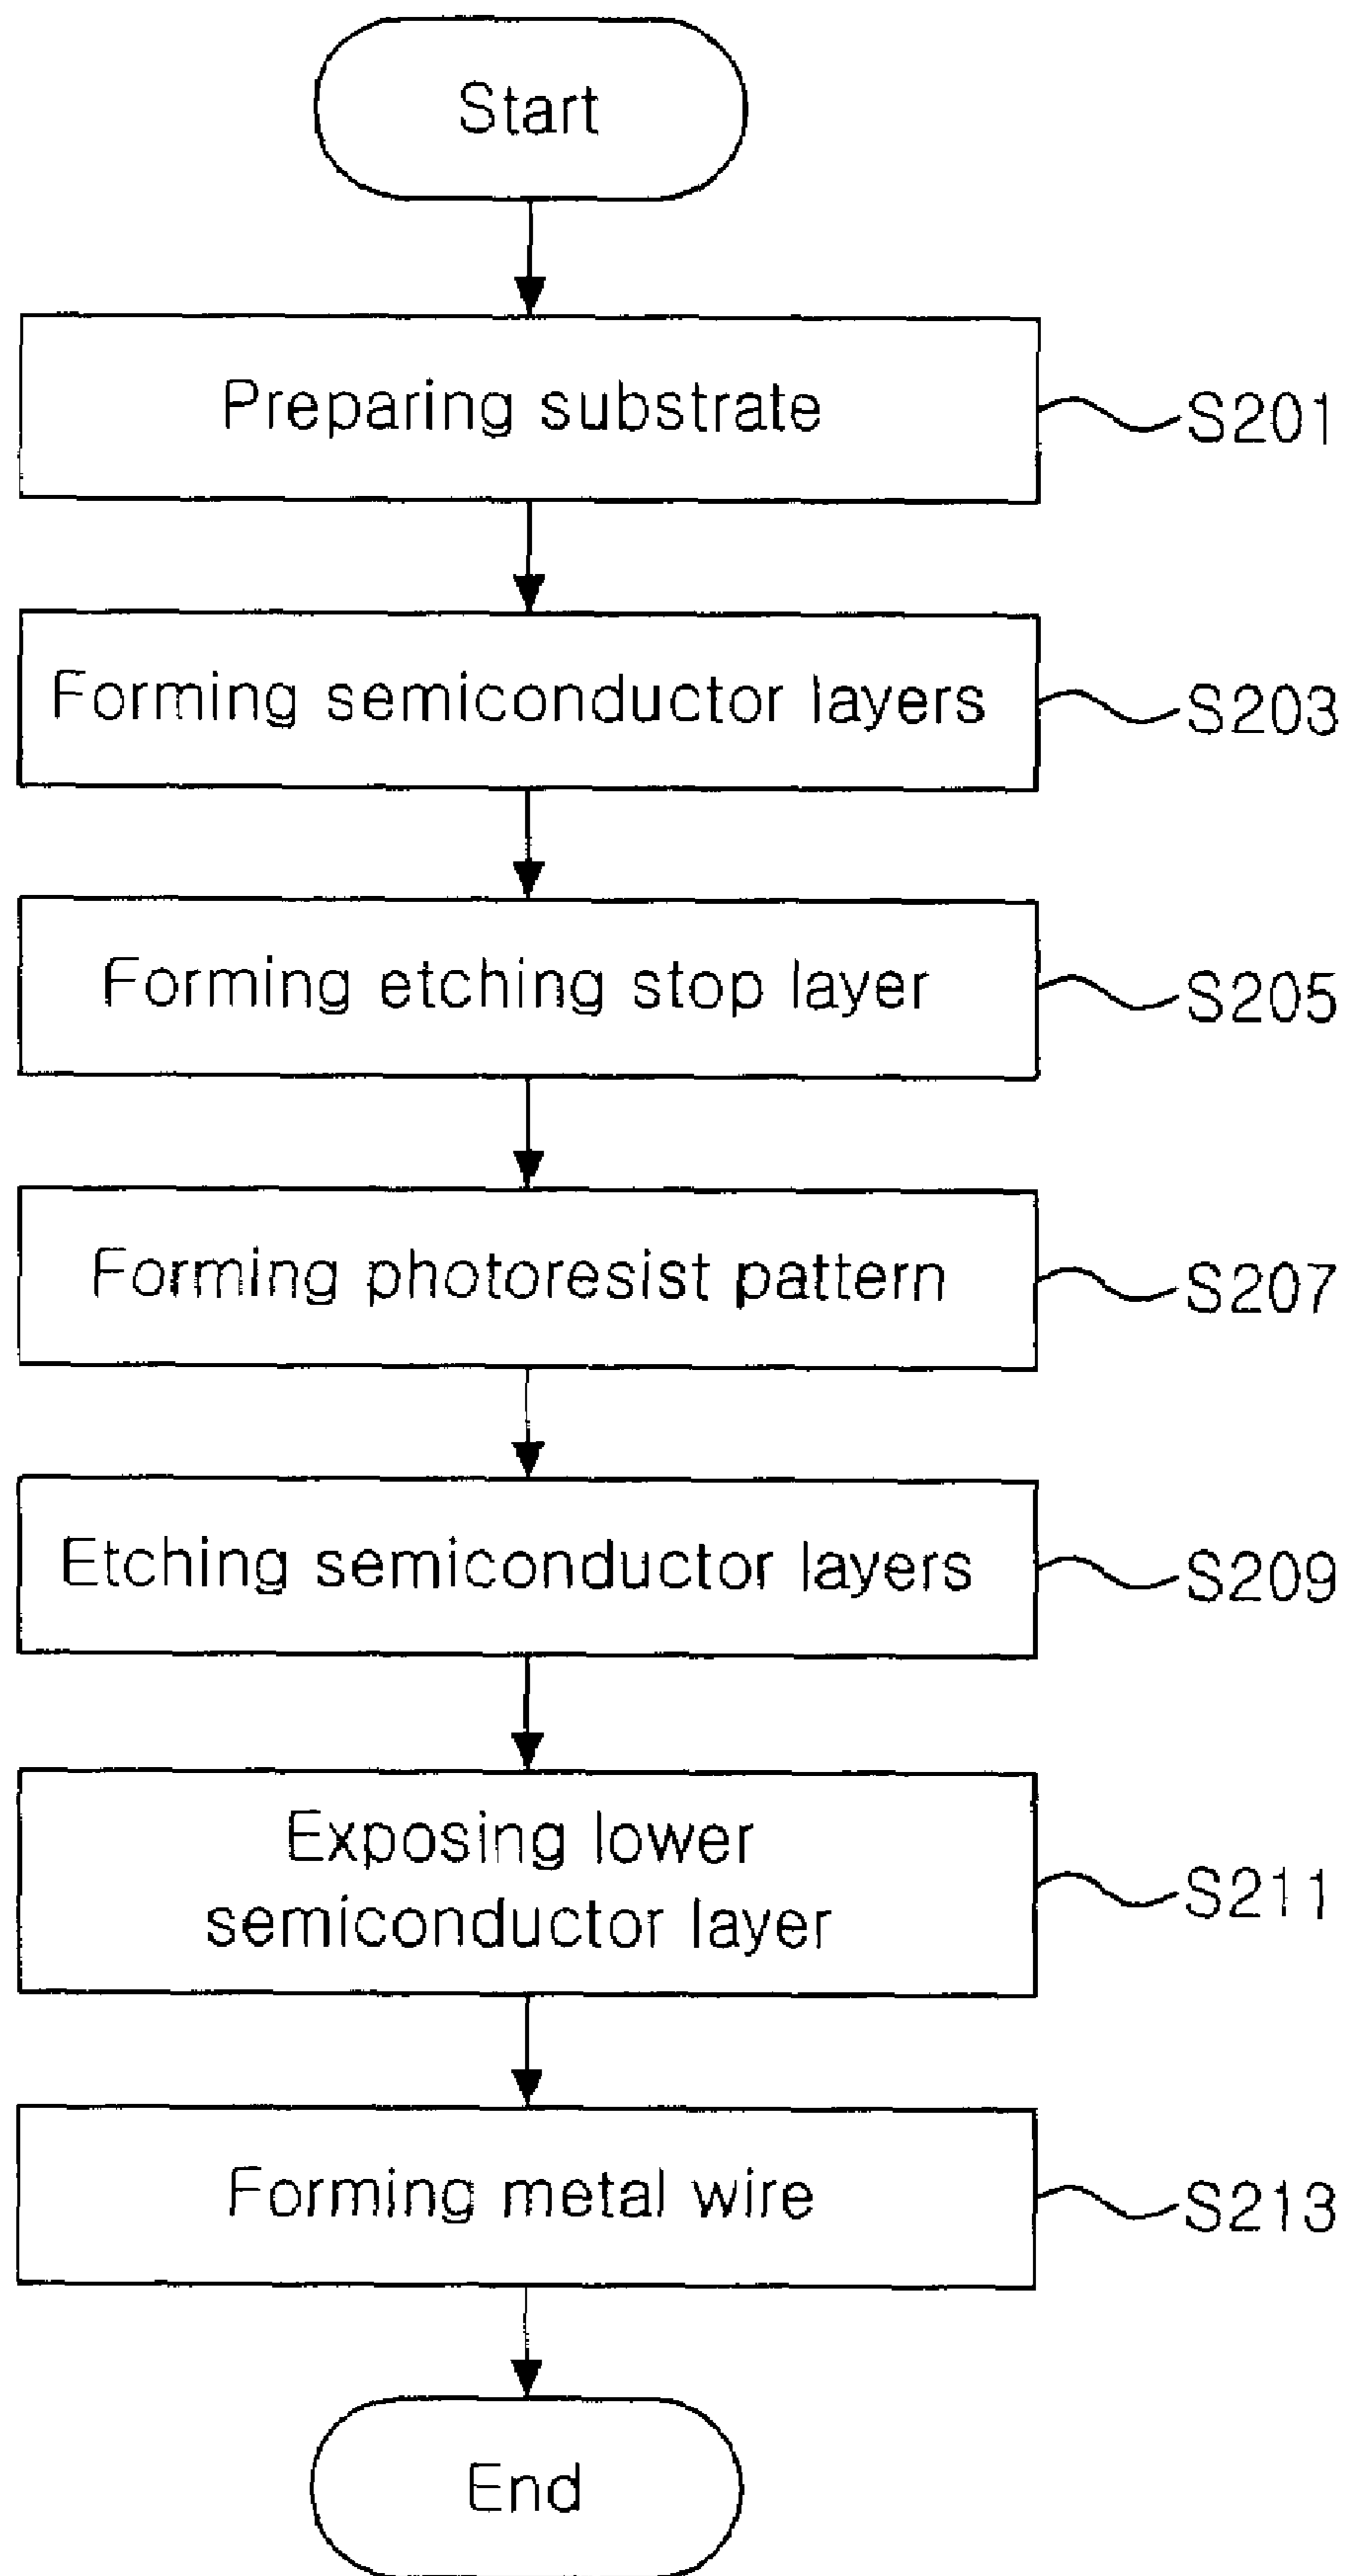 Start
Preparing substrate
S201
Forming semiconductor layers
S203
Forming etching stop layer
S205
Forming photoresist pattern
S207
Etching semiconductor layers
S209
Exposing lower
semiconductor layer
S211
Forming metal wire
S213
End